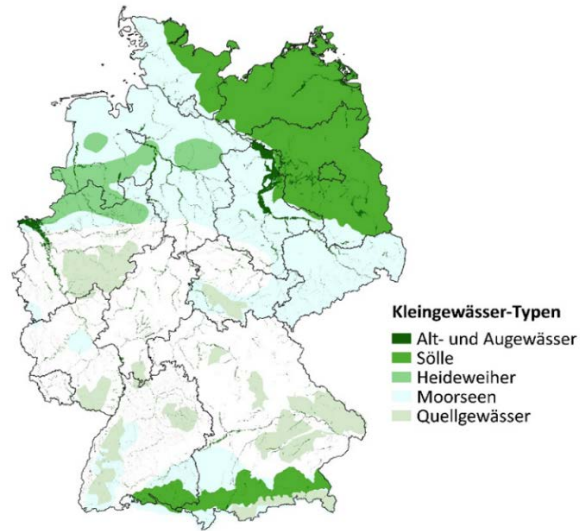 Kleingewässer-Typen
Alt- und Augewässer
Sölle
Heideweiher
Moorseen
Quellgewässer